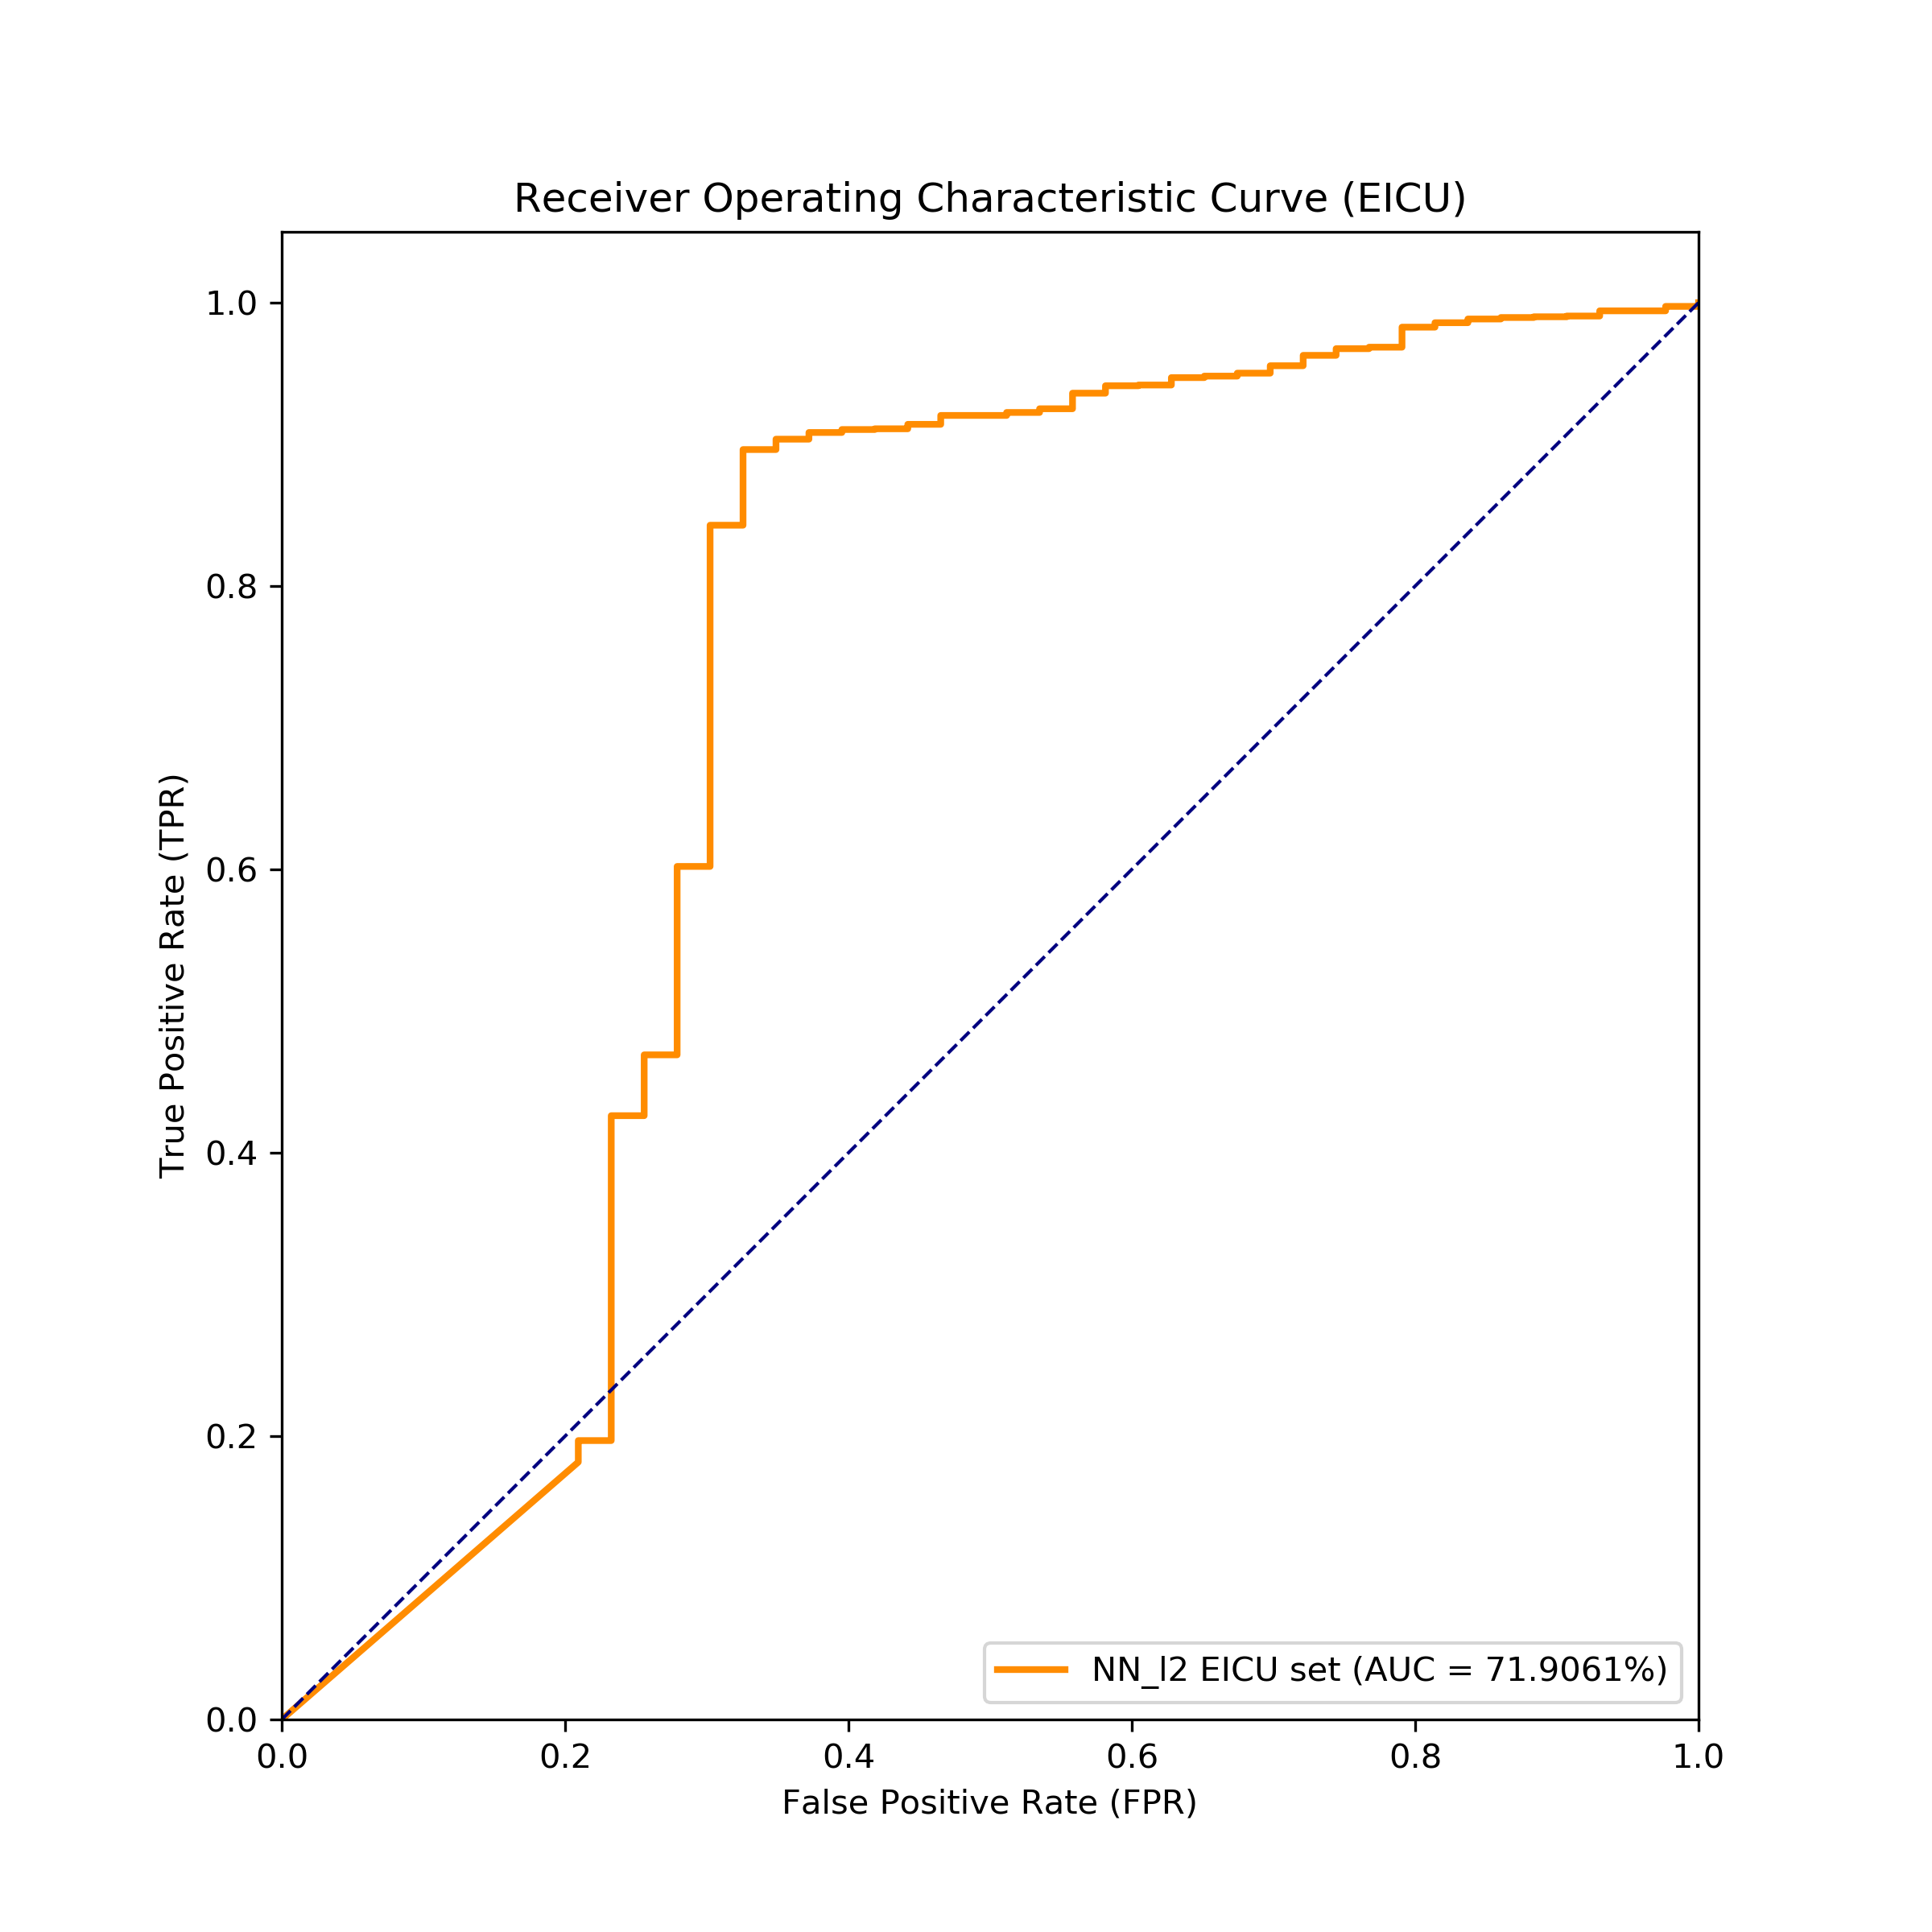 Receiver Operating Characteristic Curve (EICU)
1.0
0.8
0.6
0.4
0.2
0.0
True Positive Rate (TPR)
NN_l2 EICU set (AUC = 71.9061%)
0.0 0.2 0.4 0.6 0.8 1.0
False Positive Rate (FPR)